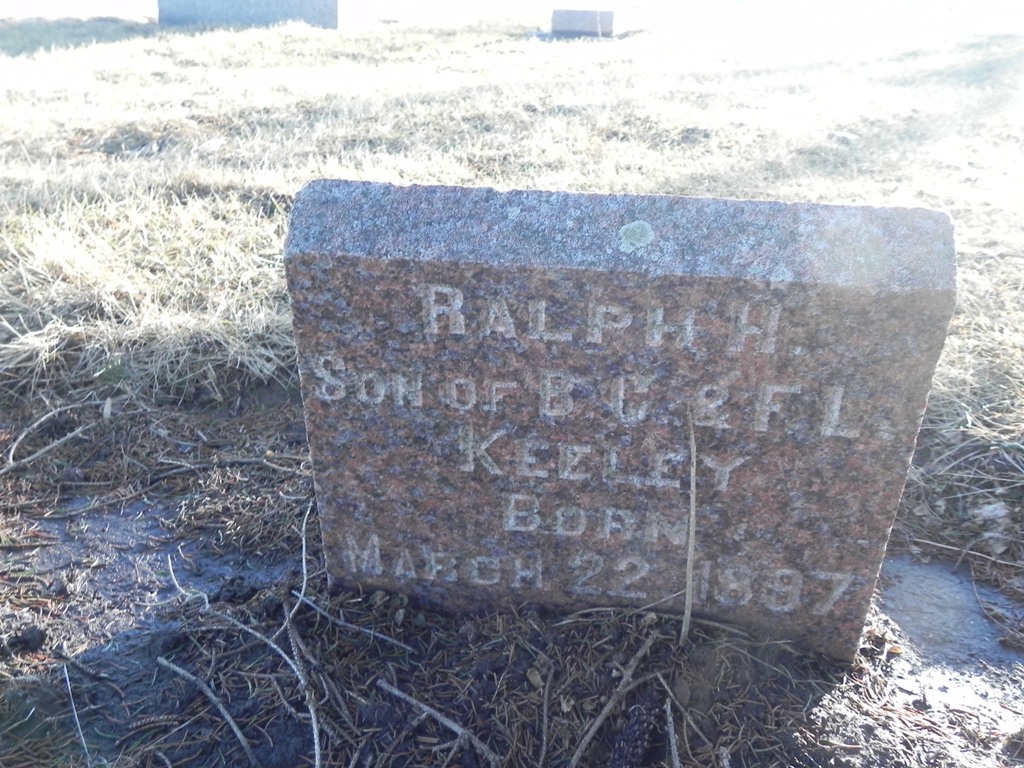 RALPH H.
SON OF B. C. & F. L.
KEELEY
BORN
MARCH 22 1897